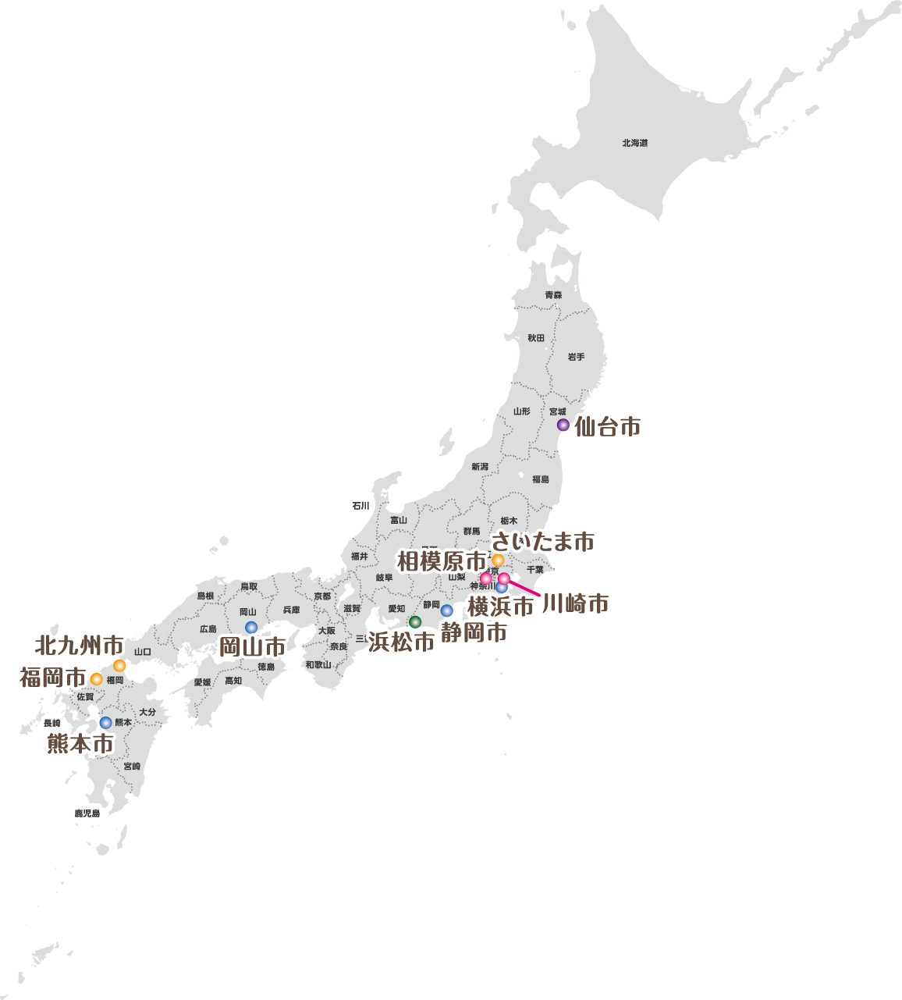 北海道
青森
秋田
岩手
山形
宮城
仙台市
新潟
福島
石川
富山
栃木
群馬
さいたま市
福井
相模原市
千葉
岐阜
山梨
神奈川
鳥取
島根
京都
横浜市
川崎市
岡山
兵庫
滋賀
愛知
静岡
広島
大阪
静岡市
浜松市
奈良
岡山市
北九州市
山口
徳島
和歌山
福岡市
福岡
愛媛
高知
佐賀
大分
長崎
熊本
熊本市
宮崎
鹿児島